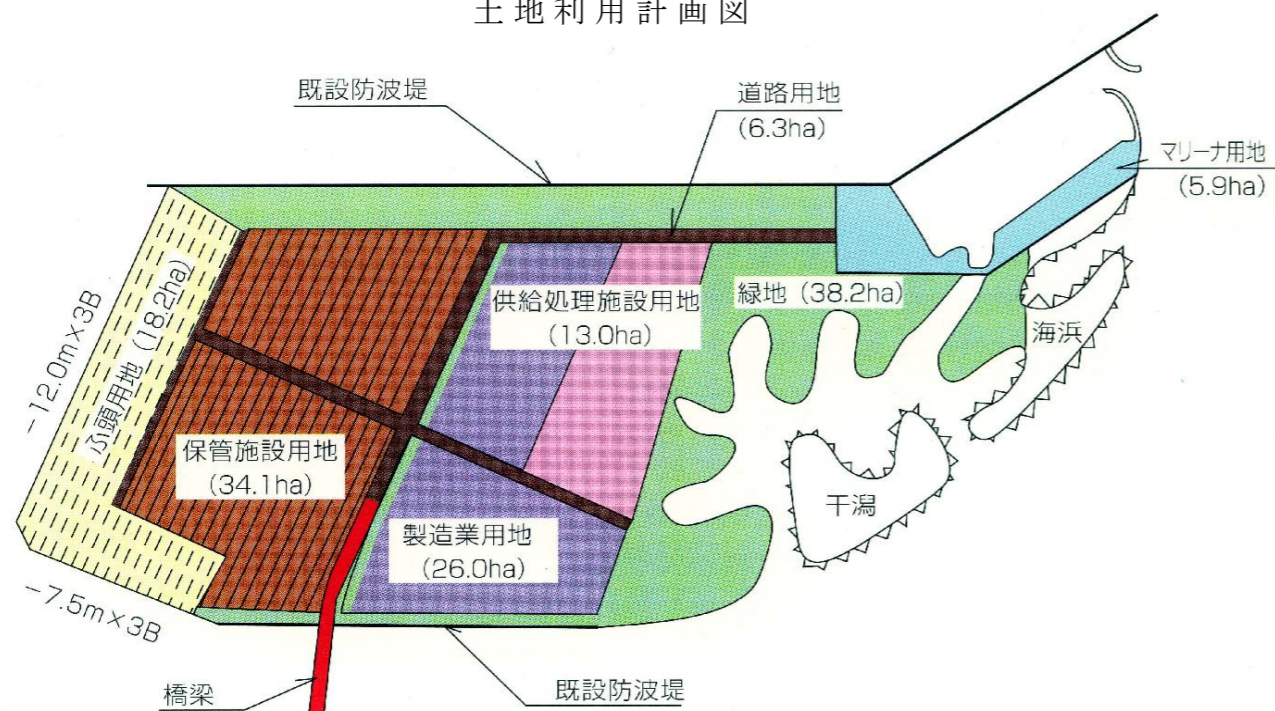 土地利用計画図
既設防波堤
道路用地
(6.3ha)
マリーナ用地
(5.9ha)
供給処理施設用地
(13.0ha)
緑地 (38.2ha)
海浜
-12.0m×3B
ふ頭用地 (18.2ha)
保管施設用地
(34.1ha)
干潟
製造業用地
(26.0ha)
-7.5m×3B
橋梁
既設防波堤